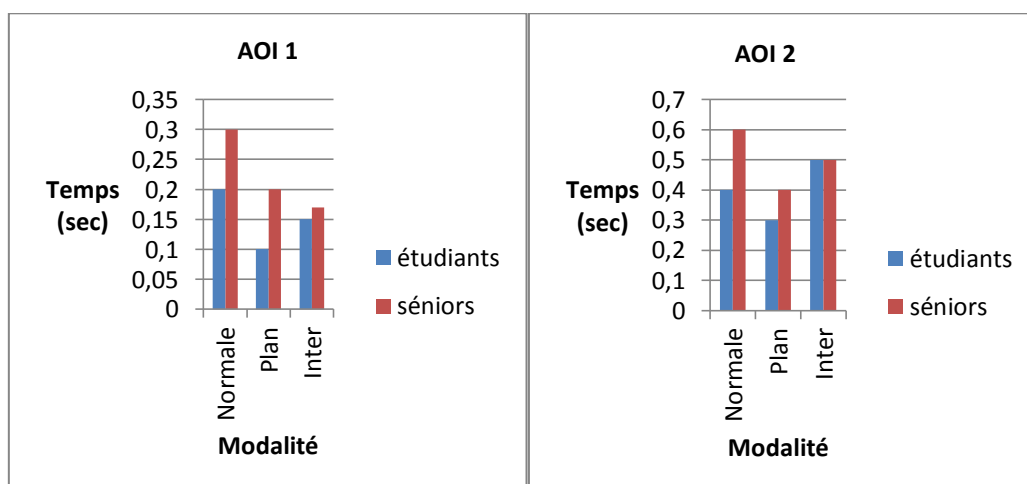 AOI 1
0,35
0,3
0,25
0,2
0,15
0,1
0,05
0
Temps
(sec)
Normale
Plan
Inter
Modalité
étudiants
séniors
AOI 2
0,7
0,6
0,5
0,4
0,3
0,2
0,1
0
Temps
(sec)
Normale
Plan
Inter
Modalité
étudiants
séniors